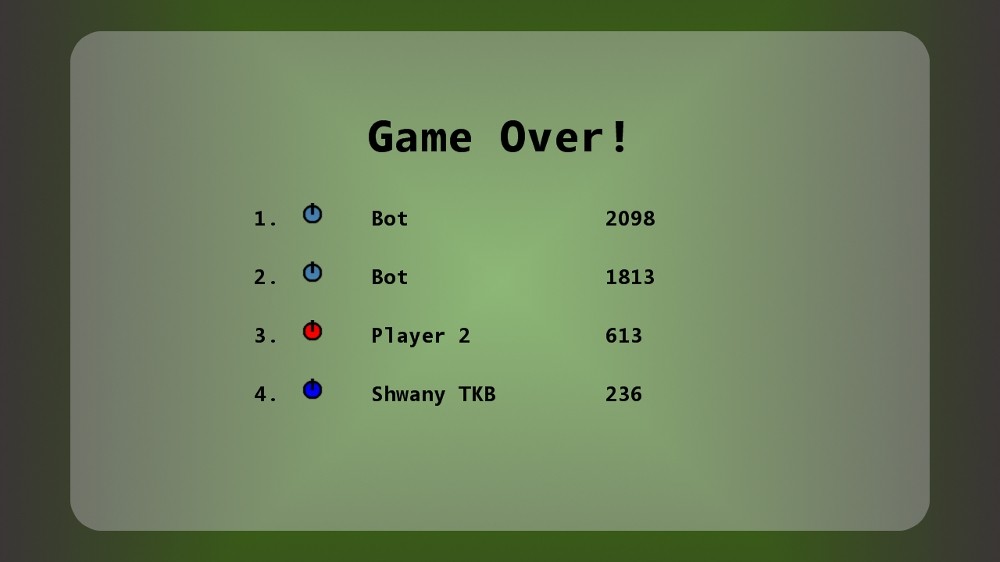 Game Over!
1. Bot 2098
2. Bot 1813
3. Player 2 613
4. Shwany TKB 236